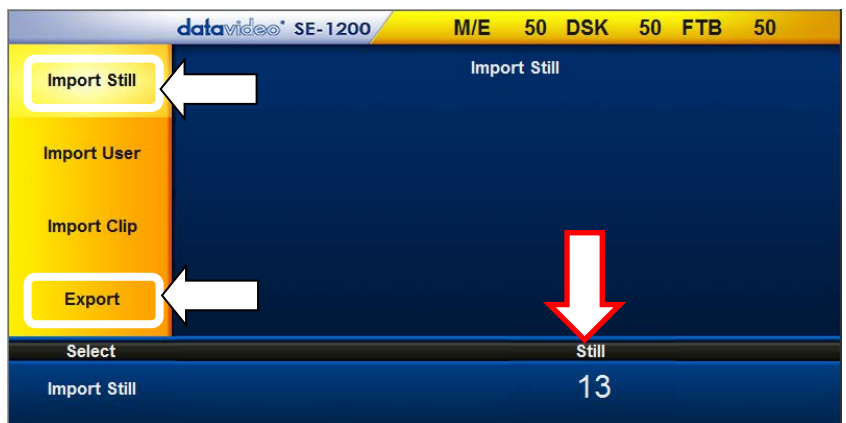 datavideo SE-1200 M/E 50 DSK 50 FTB 50
Import Still
Import Still
Import User
Import Clip
Export
Select Still
Import Still 13